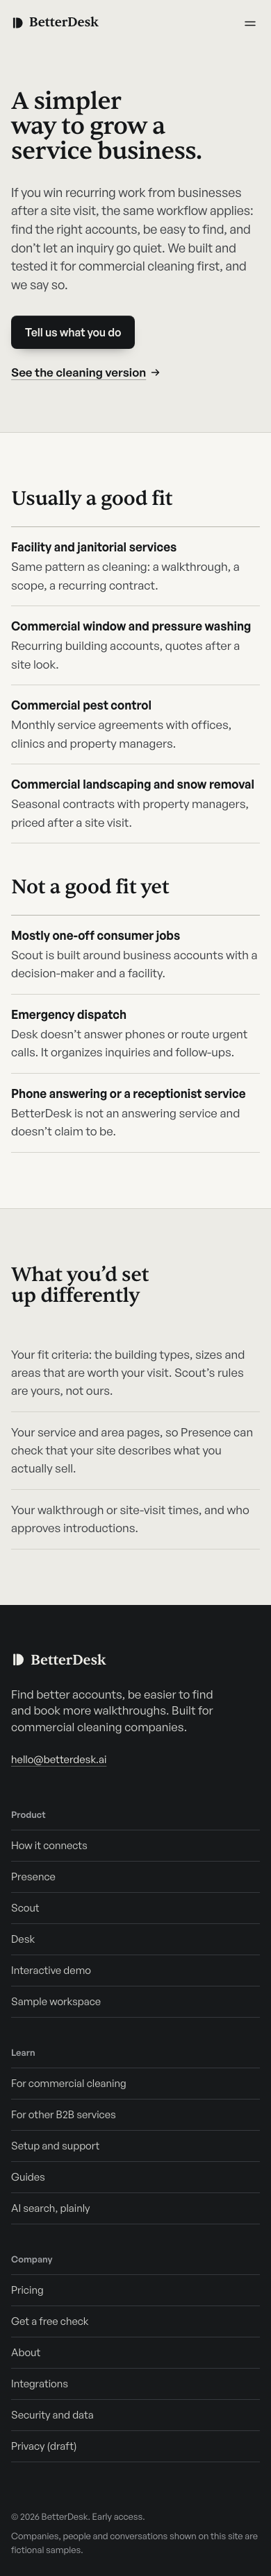 BetterDesk
A simpler
way to grow a
service business.
If you win recurring work from businesses
after a site visit, the same workflow applies:
find the right accounts, be easy to find, and
don’t let an inquiry go quiet. We built and
tested it for commercial cleaning first, and
we say so.
Tell us what you do
See the cleaning version →
Usually a good fit
Facility and janitorial services
Same pattern as cleaning: a walkthrough, a
scope, a recurring contract.
Commercial window and pressure washing
Recurring building accounts, quotes after a
site look.
Commercial pest control
Monthly service agreements with offices,
clinics and property managers.
Commercial landscaping and snow removal
Seasonal contracts with property managers,
priced after a site visit.
Not a good fit yet
Mostly one-off consumer jobs
Scout is built around business accounts with a
decision-maker and a facility.
Emergency dispatch
Desk doesn’t answer phones or route urgent
calls. It organizes inquiries and follow-ups.
Phone answering or a receptionist service
BetterDesk is not an answering service and
doesn’t claim to be.
What you’d set
up differently
Your fit criteria: the building types, sizes and
areas that are worth your visit. Scout’s rules
are yours, not ours.
Your service and area pages, so Presence can
check that your site describes what you
actually sell.
Your walkthrough or site-visit times, and who
approves introductions.
BetterDesk
Find better accounts, be easier to find
and book more walkthroughs. Built for
commercial cleaning companies.
hello@betterdesk.ai
Product
How it connects
Presence
Scout
Desk
Interactive demo
Sample workspace
Learn
For commercial cleaning
For other B2B services
Setup and support
Guides
AI search, plainly
Company
Pricing
Get a free check
About
Integrations
Security and data
Privacy (draft)
© 2026 BetterDesk. Early access.
Companies, people and conversations shown on this site are
fictional samples.